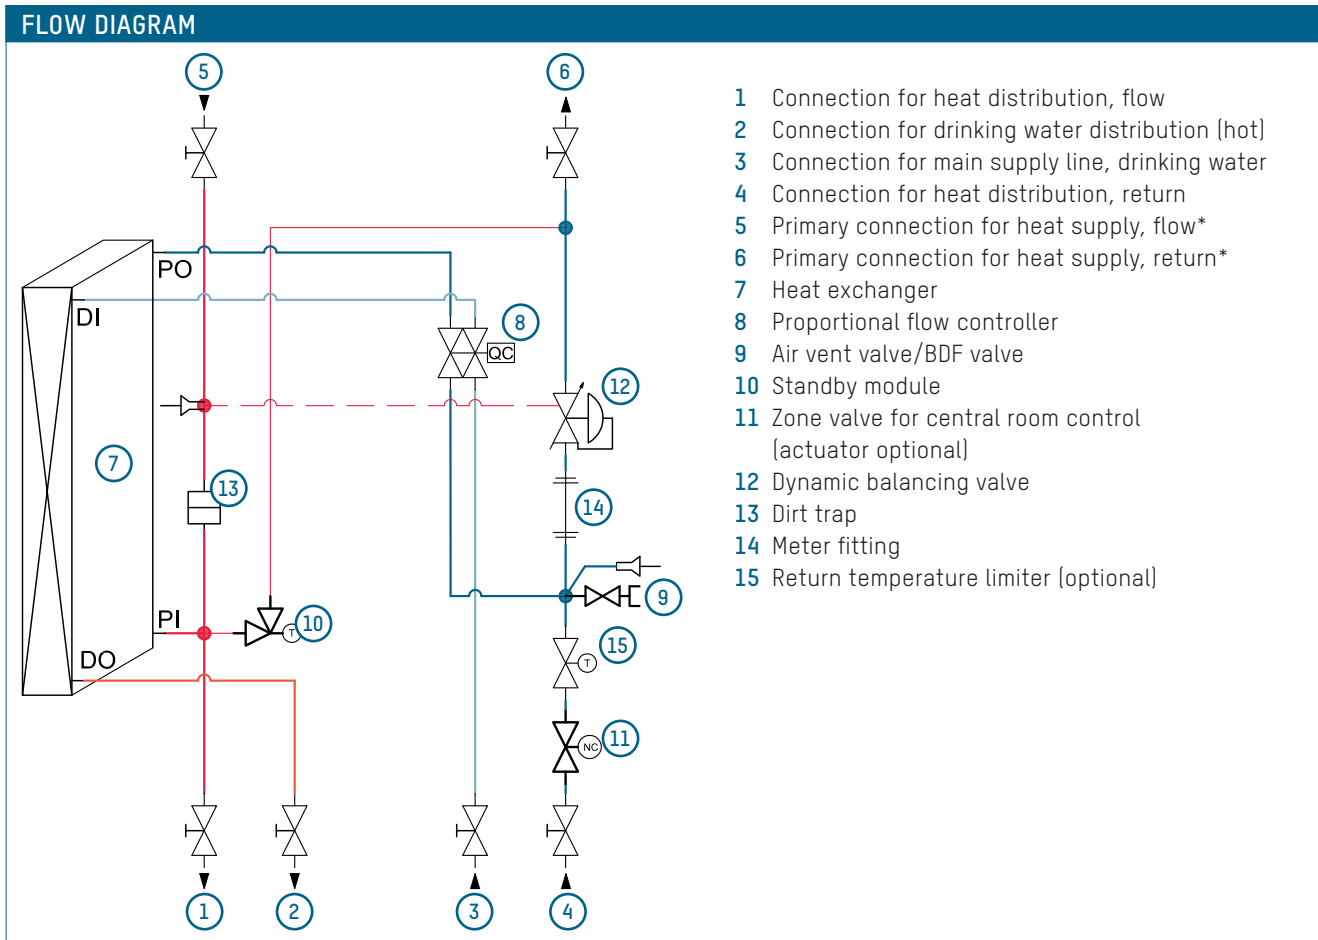 FLOW DIAGRAM
5
6
1 Connection for heat distribution, flow
2 Connection for drinking water distribution (hot)
3 Connection for main supply line, drinking water
4 Connection for heat distribution, return
5 Primary connection for heat supply, flow*
6 Primary connection for heat supply, return*
7 Heat exchanger
8 Proportional flow controller
9 Air vent valve/BDF valve
10 Standby module
11 Zone valve for central room control
(actuator optional)
12 Dynamic balancing valve
13 Dirt trap
14 Meter fitting
15 Return temperature limiter (optional)
PO
DI
8
QC
12
7
13
14
9
PI
T
10
15
T
DO
NC
11
1
2
3
4